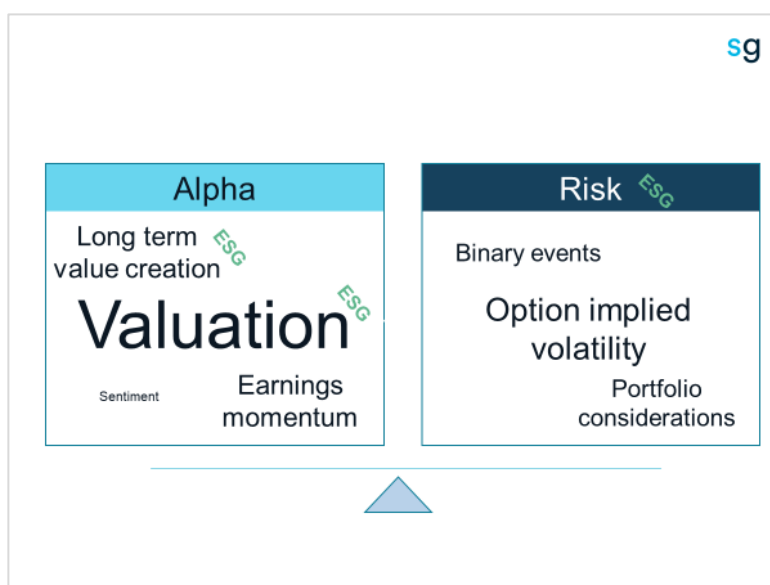 sg
Alpha
Long term
value creation
ESG
Valuation
ESG
Sentiment
Earnings
momentum
Risk
ESG
Binary events
Option implied
volatility
Portfolio
considerations